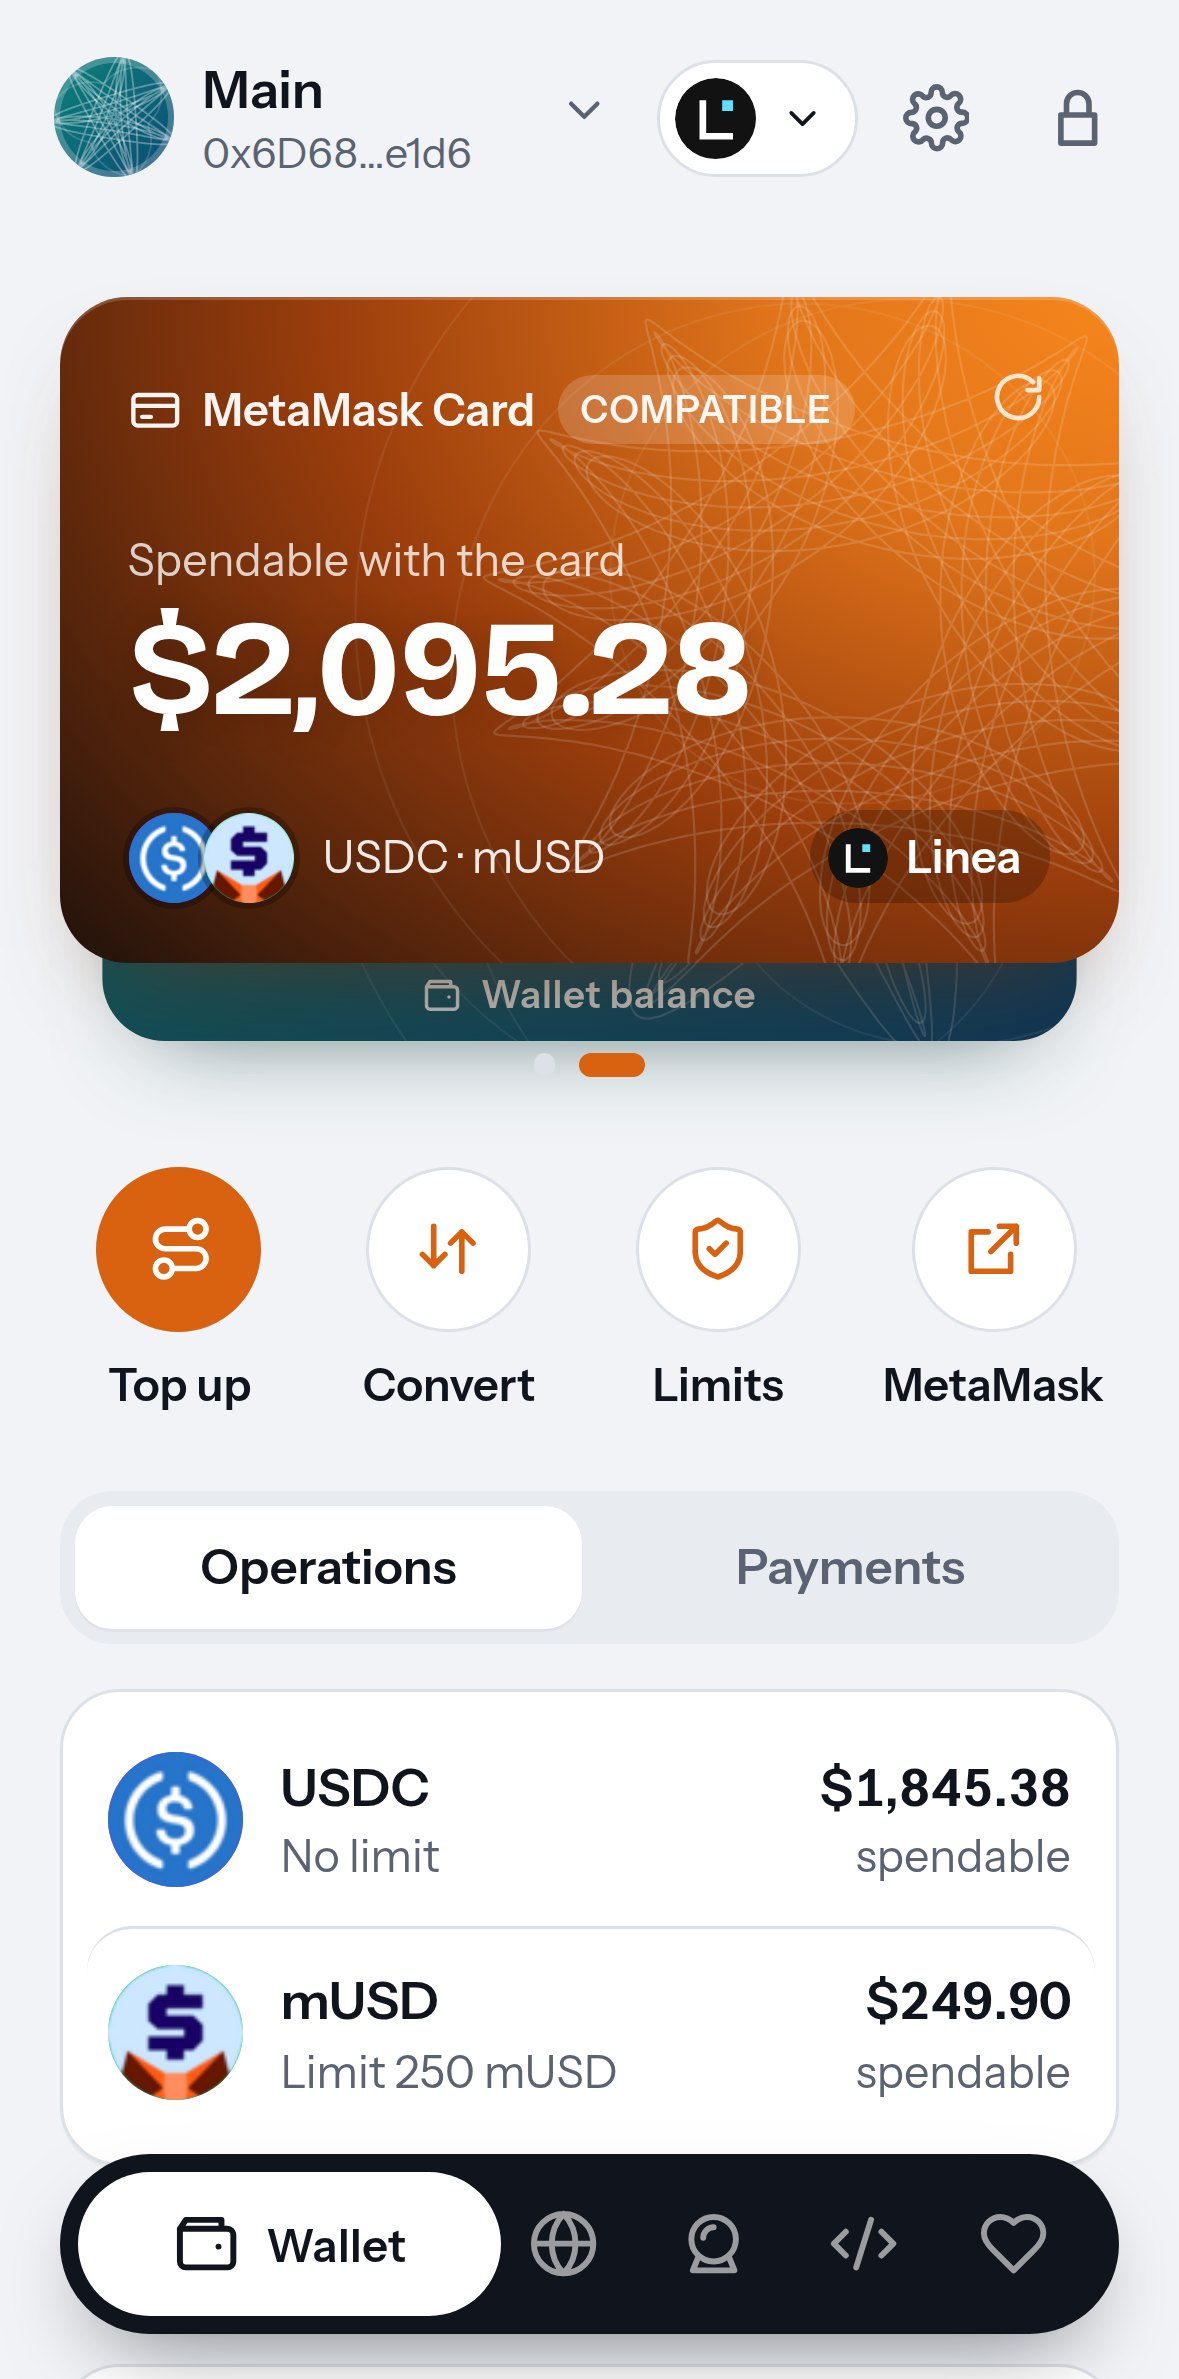 Main
0x6D68...e1d6
MetaMask Card
COMPATIBLE
Spendable with the card
$2,095.28
USDC · mUSD
Linea
Wallet balance
Top up
Convert
Limits
MetaMask
Operations
Payments
USDC
$1,845.38
No limit
spendable
mUSD
$249.90
Limit 250 mUSD
spendable
Wallet